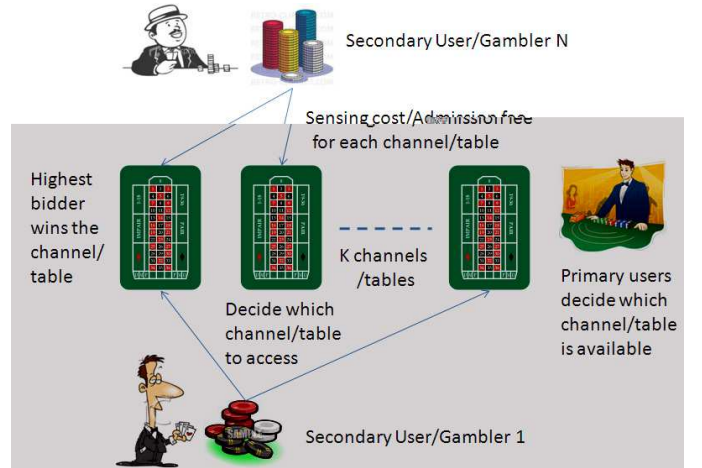 Secondary User/Gambler N
Sensing cost/Admission fee
for each channel/table
Highest
bidder
wins the
channel/
table
K channels
/tables
Decide which
channel/table
to access
Primary users
decide which
channel/table
is available
Secondary User/Gambler 1